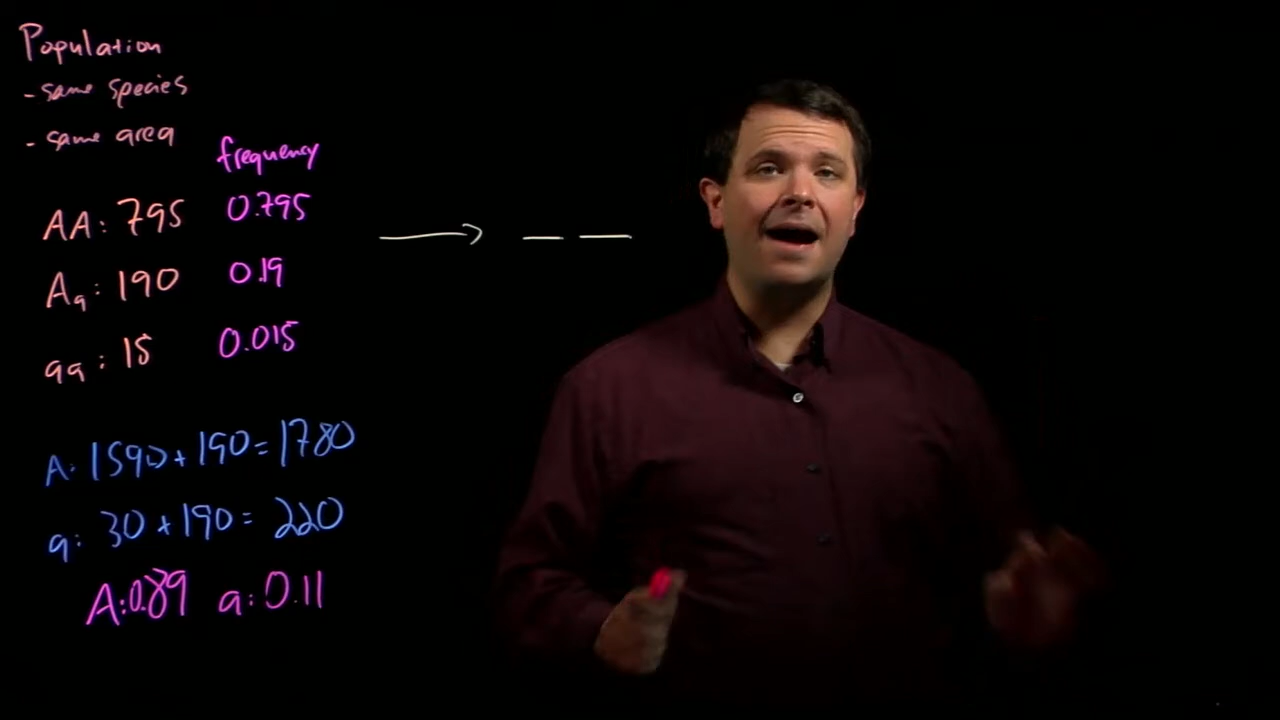 Population
- same species
- same area
frequency
AA: 795 0.795
Aa: 190 0.19
aa: 15 0.015
A: 1590 + 190 = 1780
a: 30 + 190 = 220
A: 0.89 a: 0.11